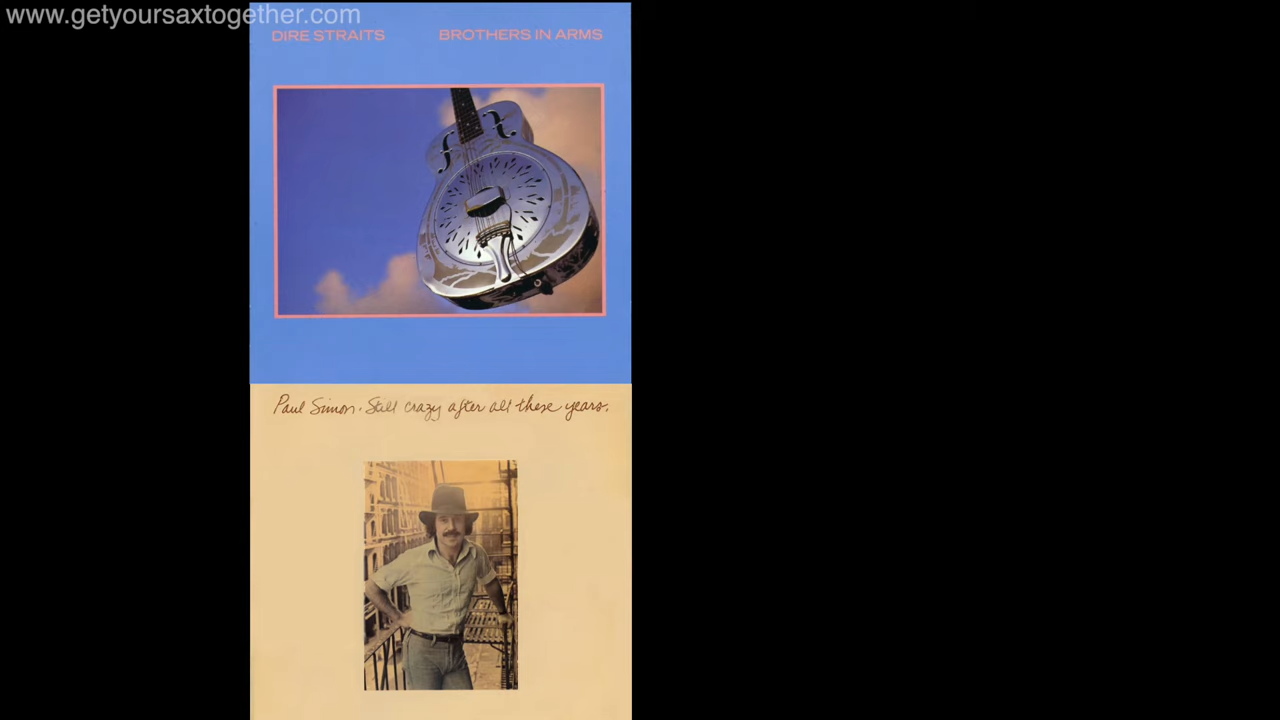 www.getyoursaxtogether.com
DIRE STRAITS BROTHERS IN ARMS
Paul Simon · Still crazy after all these years.